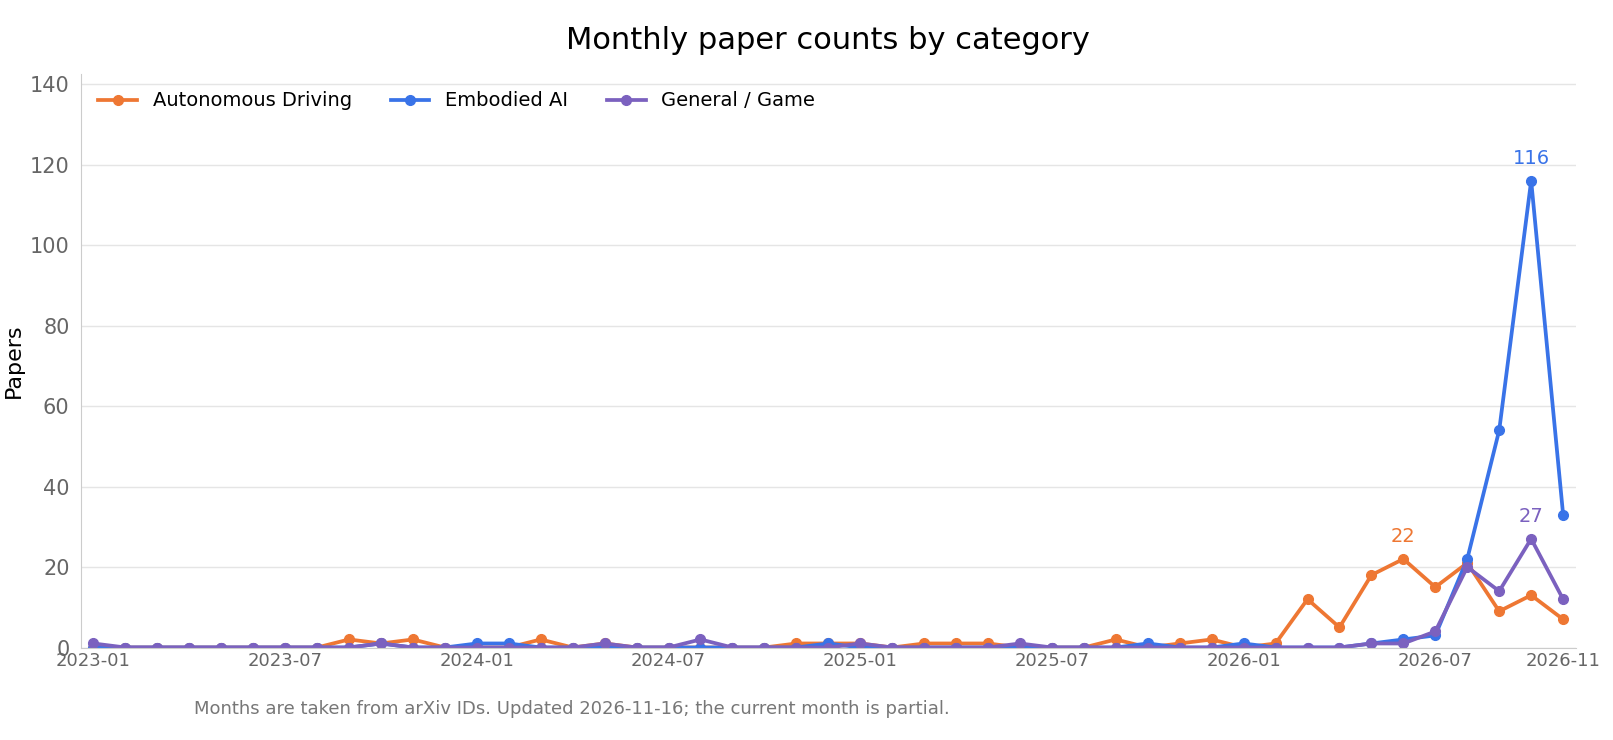 Monthly paper counts by category
Autonomous Driving Embodied AI General / Game
Papers
140
120
100
80
60
40
20
0
116
27
22
2023-01 2023-07 2024-01 2024-07 2025-01 2025-07 2026-01 2026-07 2026-11
Months are taken from arXiv IDs. Updated 2026-11-16; the current month is partial.